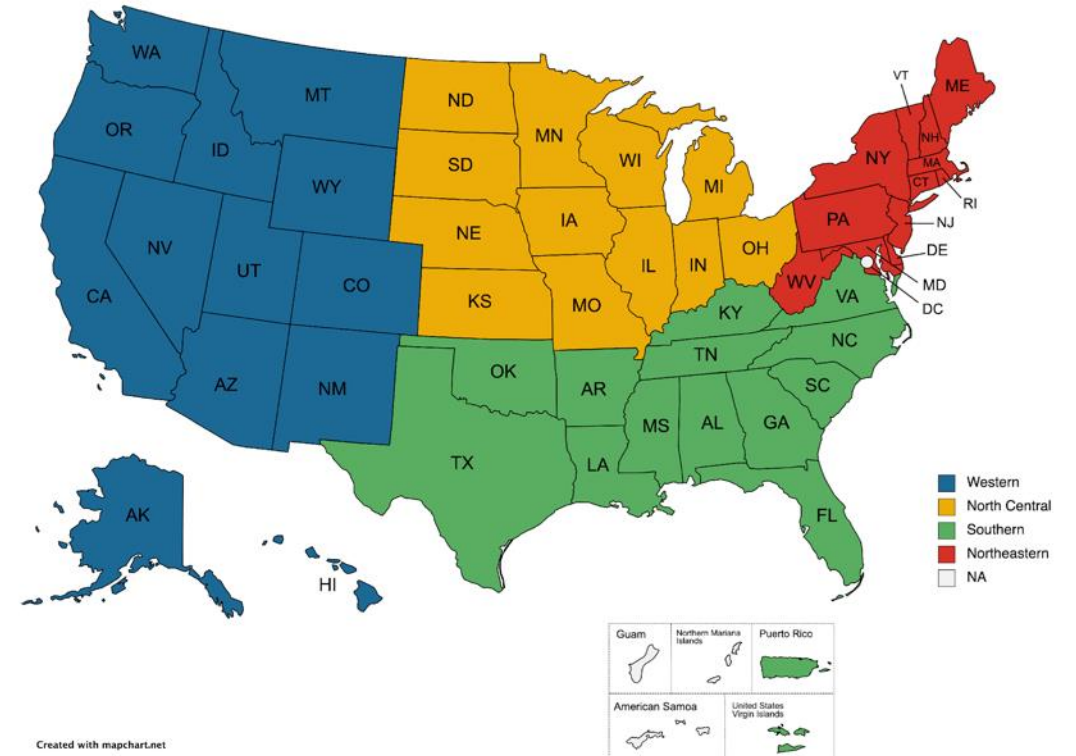 WA
MT
ND
MN
VT
ME
OR
ID
SD
WI
MI
NY
NH
MA
CT
RI
WY
NE
IA
PA
NJ
NV
UT
CO
IL
IN
OH
DE
CA
KS
MO
WV
MD
DC
KY
VA
AZ
NM
OK
AR
TN
NC
SC
TX
LA
MS
AL
GA
FL
AK
HI
Western
North Central
Southern
Northeastern
NA
Guam
Northern Mariana
Islands
Puerto Rico
American Samoa
United States
Virgin Islands
Created with mapchart.net